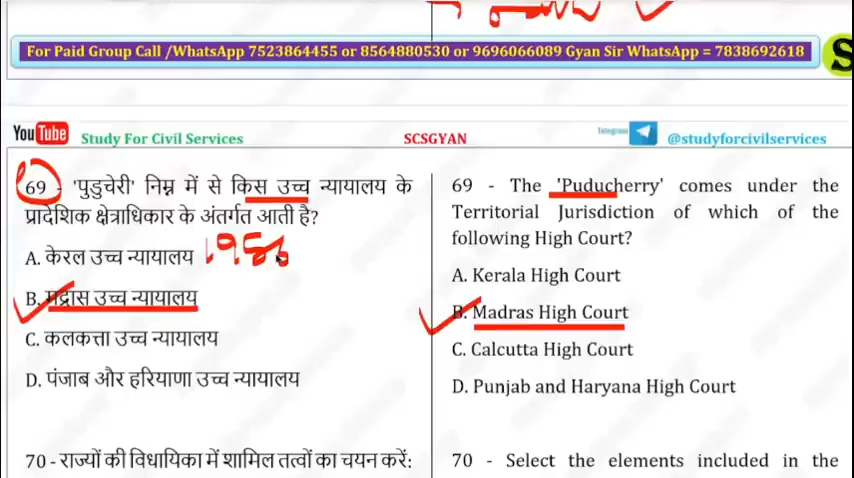 For Paid Group Call /WhatsApp 7523864455 or 8564880530 or 9696066089 Gyan Sir WhatsApp = 7838692618
S
YouTube Study For Civil Services SCSGYAN Telegram @studyforcivilservices
69 - 'पुडुचेरी' निम्न में से किस उच्च न्यायालय के
प्रादेशिक क्षेत्राधिकार के अंतर्गत आती है?
A. केरल उच्च न्यायालय
B. मद्रास उच्च न्यायालय
C. कलकत्ता उच्च न्यायालय
D. पंजाब और हरियाणा उच्च न्यायालय
70 - राज्यों की विधायिका में शामिल तत्वों का चयन करें:
69 - The 'Puducherry' comes under the
Territorial Jurisdiction of which of the
following High Court?
A. Kerala High Court
B. Madras High Court
C. Calcutta High Court
D. Punjab and Haryana High Court
70 - Select the elements included in the